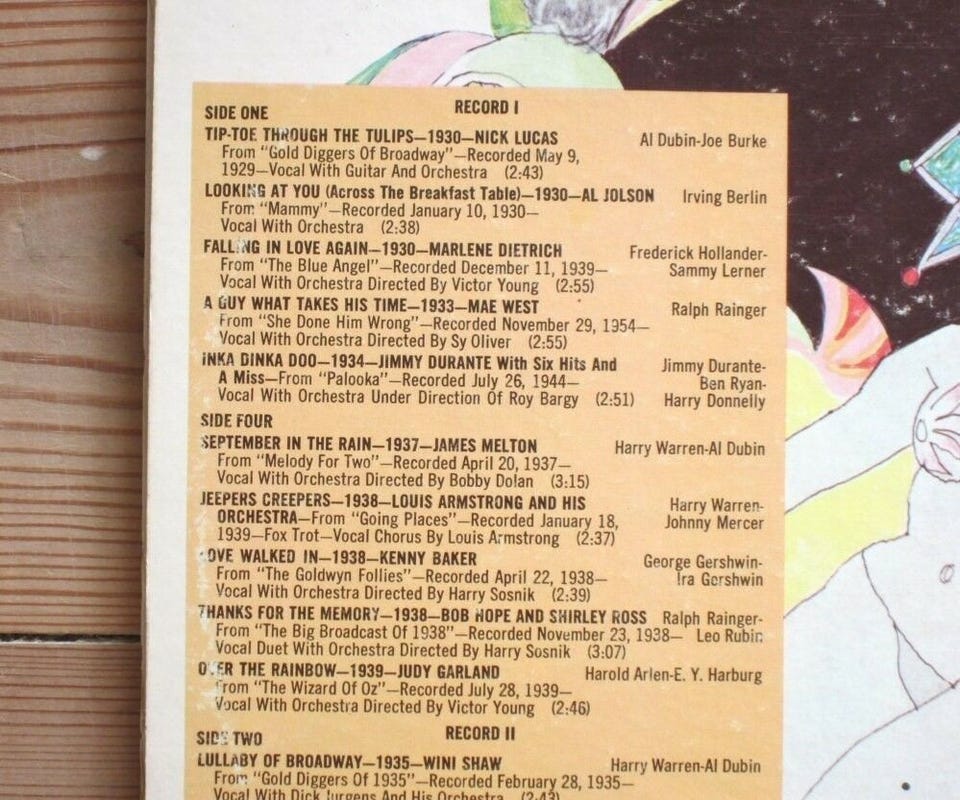 RECORD I
SIDE ONE
TIP-TOE THROUGH THE TULIPS—1930—NICK LUCAS Al Dubin-Joe Burke
From "Gold Diggers Of Broadway"—Recorded May 9,
1929—Vocal With Guitar And Orchestra (2:43)
LOOKING AT YOU (Across The Breakfast Table)—1930—AL JOLSON Irving Berlin
From "Mammy"—Recorded January 10, 1930—
Vocal With Orchestra (2:38)
FALLING IN LOVE AGAIN—1930—MARLENE DIETRICH Frederick Hollander-
From "The Blue Angel"—Recorded December 11, 1939— Sammy Lerner
Vocal With Orchestra Directed By Victor Young (2:55)
A GUY WHAT TAKES HIS TIME—1933—MAE WEST Ralph Rainger
From "She Done Him Wrong"—Recorded November 29, 1954—
Vocal With Orchestra Directed By Sy Oliver (2:55)
INKA DINKA DOO—1934—JIMMY DURANTE With Six Hits And Jimmy Durante-
A Miss—From "Palooka"—Recorded July 26, 1944— Ben Ryan-
Vocal With Orchestra Under Direction Of Roy Bargy (2:51) Harry Donnelly
SIDE FOUR
SEPTEMBER IN THE RAIN—1937—JAMES MELTON Harry Warren-Al Dubin
From "Melody For Two"—Recorded April 20, 1937—
Vocal With Orchestra Directed By Bobby Dolan (3:15)
JEEPERS CREEPERS—1938—LOUIS ARMSTRONG AND HIS Harry Warren-
ORCHESTRA—From "Going Places"—Recorded January 18, Johnny Mercer
1939—Fox Trot—Vocal Chorus By Louis Armstrong (2:37)
LOVE WALKED IN—1938—KENNY BAKER George Gershwin-
From "The Goldwyn Follies"—Recorded April 22, 1938— Ira Gershwin
Vocal With Orchestra Directed By Harry Sosnik (2:39)
THANKS FOR THE MEMORY—1938—BOB HOPE AND SHIRLEY ROSS Ralph Rainger-
From "The Big Broadcast Of 1938"—Recorded November 23, 1938— Leo Rubin
Vocal Duet With Orchestra Directed By Harry Sosnik (3:07)
OVER THE RAINBOW—1939—JUDY GARLAND Harold Arlen-E. Y. Harburg
From "The Wizard Of Oz"—Recorded July 28, 1939—
Vocal With Orchestra Directed By Victor Young (2:46)
RECORD II
SIDE TWO
LULLABY OF BROADWAY—1935—WINI SHAW Harry Warren-Al Dubin
From "Gold Diggers Of 1935"—Recorded February 28, 1935—
Vocal With Dick Jurgens And His Orchestra (2:43)